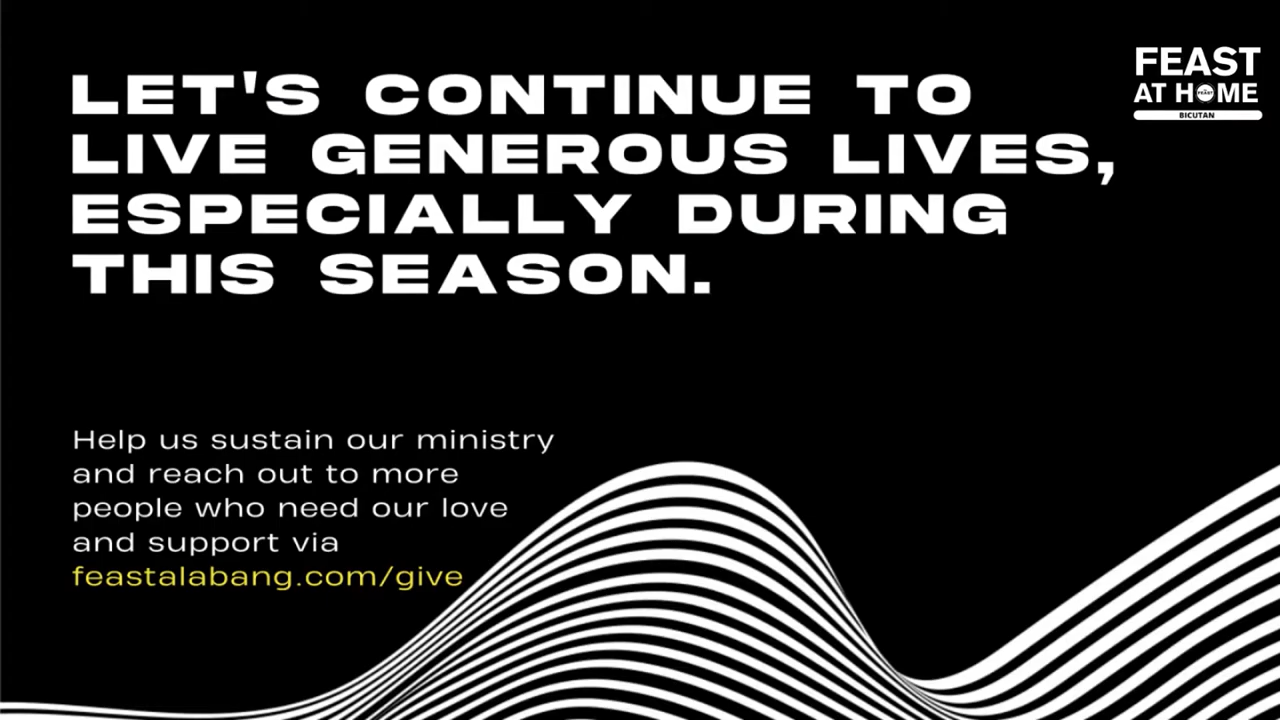 LET'S CONTINUE TO
LIVE GENEROUS LIVES,
ESPECIALLY DURING
THIS SEASON.
Help us sustain our ministry
and reach out to more
people who need our love
and support via
feastalabang.com/give
FEAST
AT HOME
BICUTAN